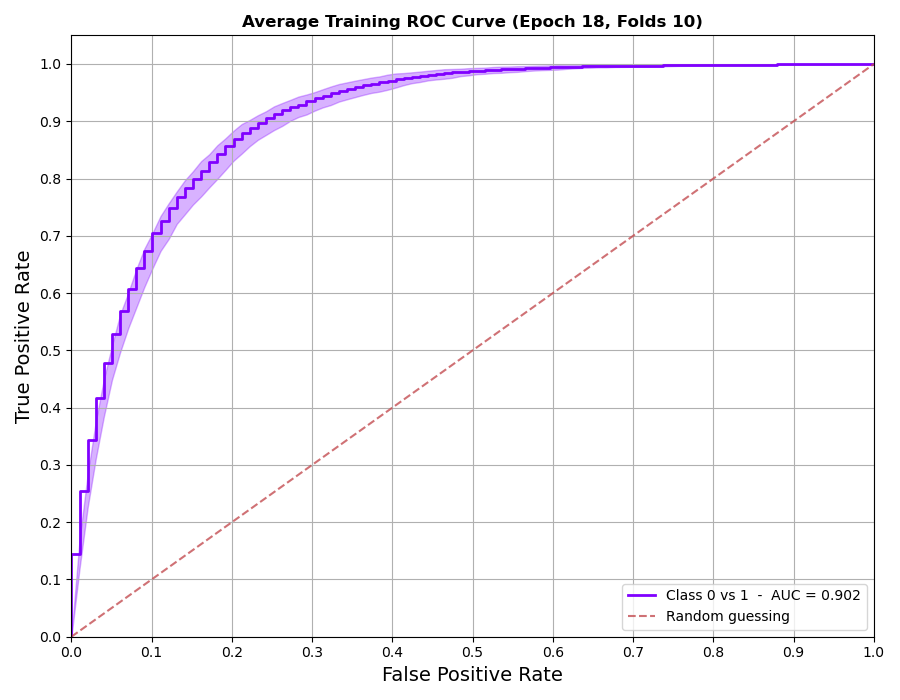 Average Training ROC Curve (Epoch 18, Folds 10)
True Positive Rate
1.0
0.9
0.8
0.7
0.6
0.5
0.4
0.3
0.2
0.1
0.0
Class 0 vs 1 - AUC = 0.902
Random guessing
0.0 0.1 0.2 0.3 0.4 0.5 0.6 0.7 0.8 0.9 1.0
False Positive Rate